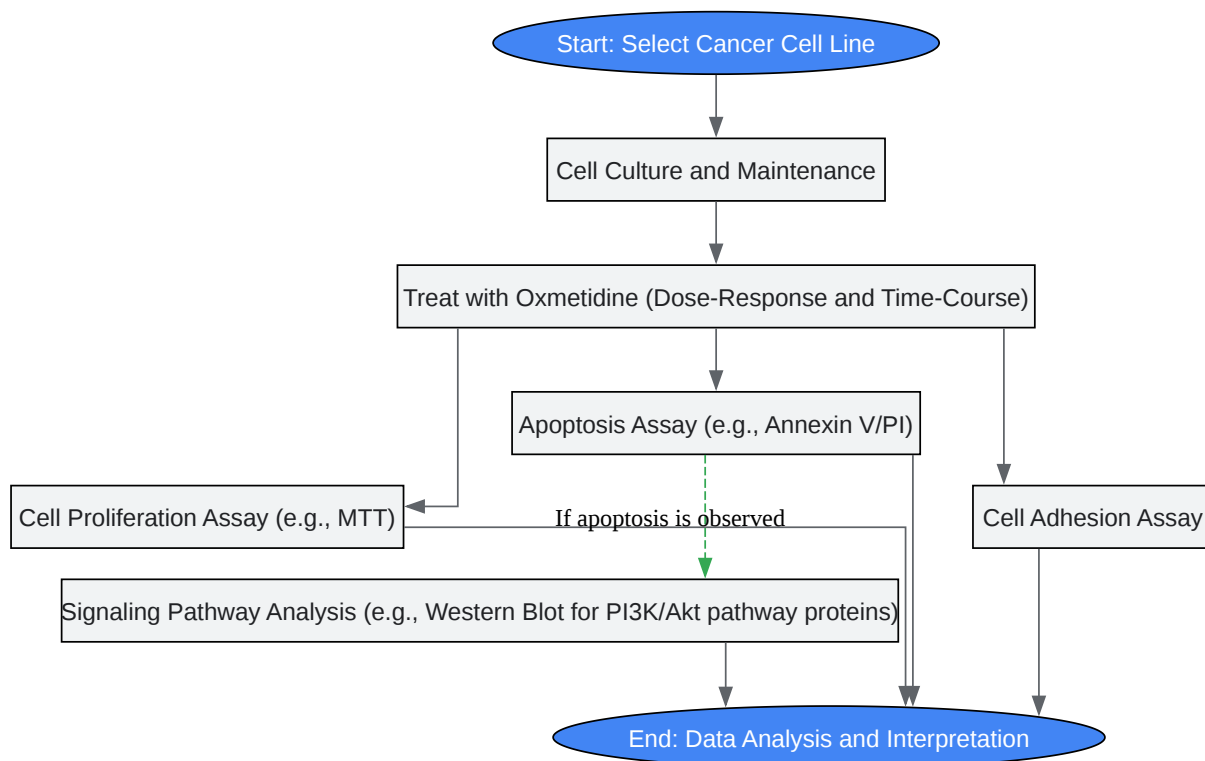 Start: Select Cancer Cell Line
Cell Culture and Maintenance
Treat with Oxmetidine (Dose-Response and Time-Course)
Apoptosis Assay (e.g., Annexin V/PI)
Cell Proliferation Assay (e.g., MTT)
If apoptosis is observed
Cell Adhesion Assay
Signaling Pathway Analysis (e.g., Western Blot for PI3K/Akt pathway proteins)
End: Data Analysis and Interpretation